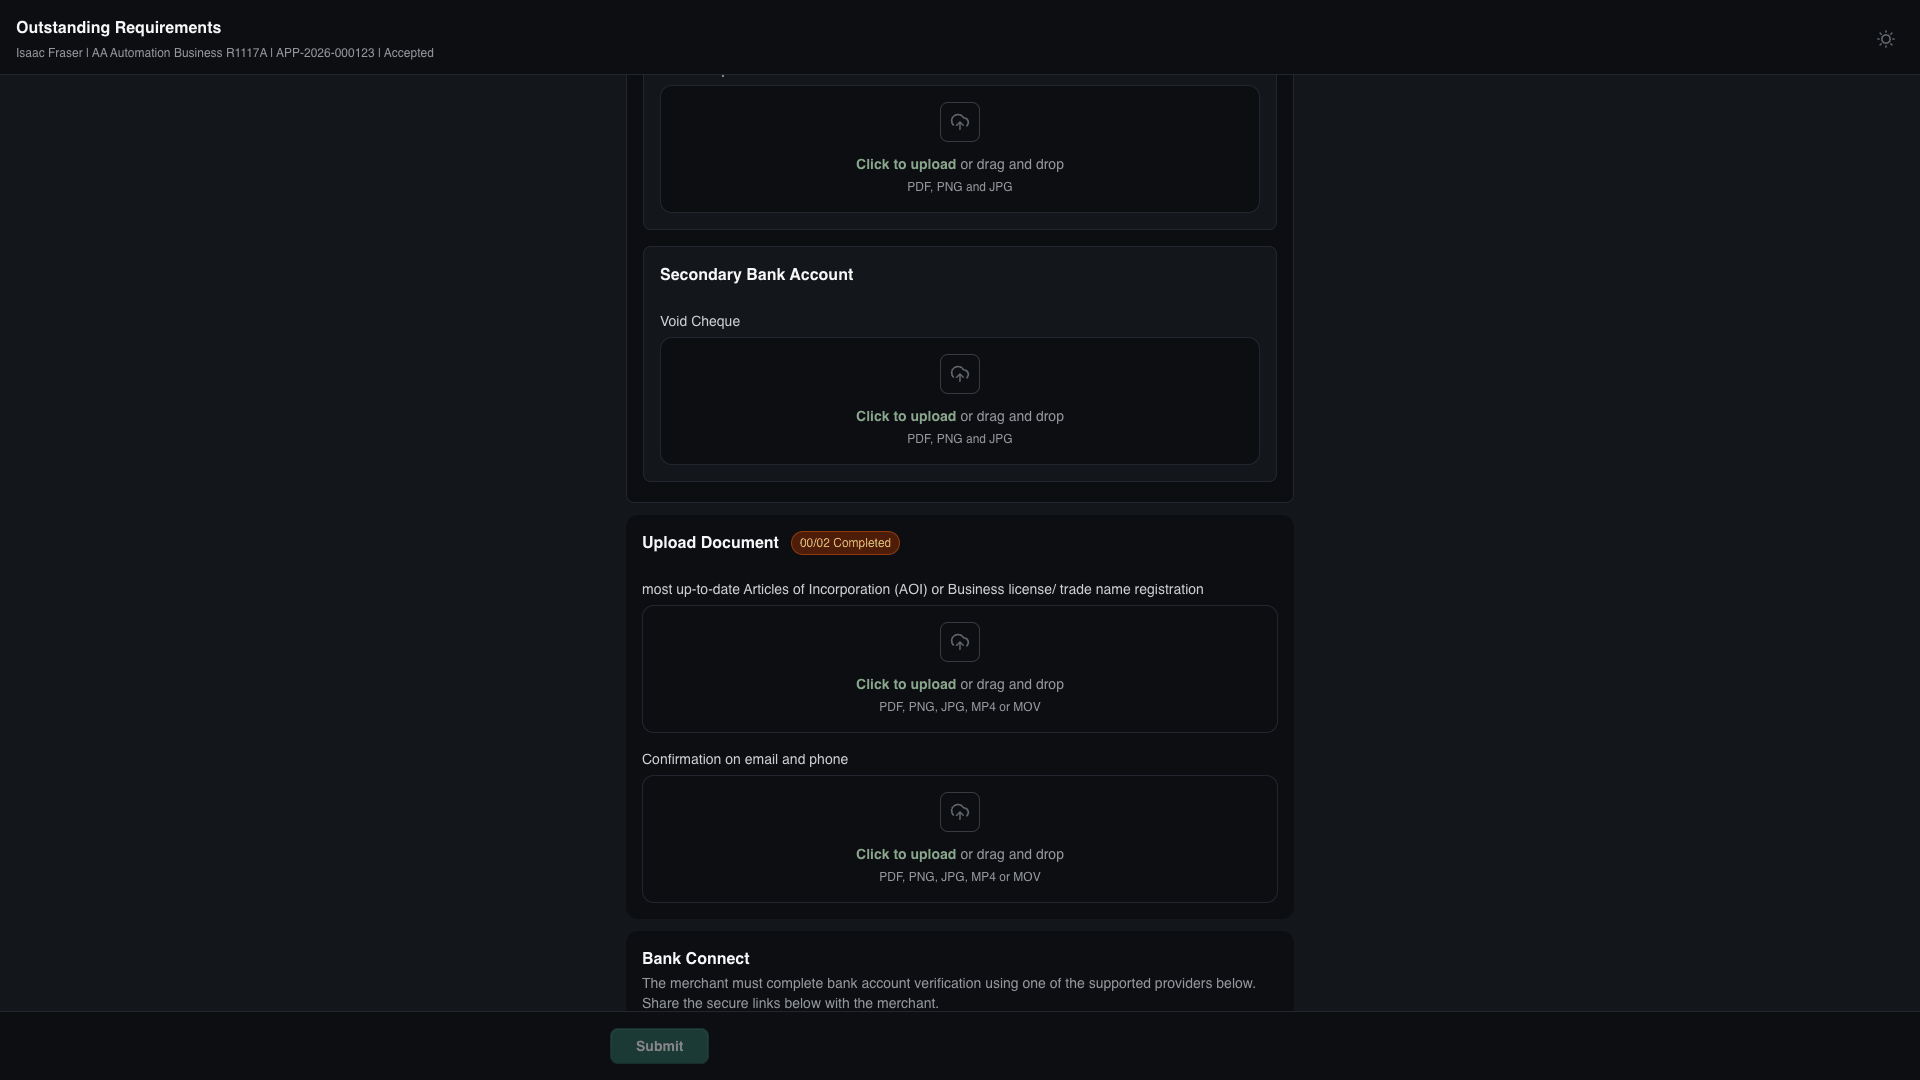 Outstanding Requirements
Isaac Fraser | AA Automation Business R1117A | APP-2026-000123 | Accepted
Click to upload or drag and drop
PDF, PNG and JPG
Secondary Bank Account
Void Cheque
Click to upload or drag and drop
PDF, PNG and JPG
Upload Document
00/02 Completed
most up-to-date Articles of Incorporation (AOI) or Business license/ trade name registration
Click to upload or drag and drop
PDF, PNG, JPG, MP4 or MOV
Confirmation on email and phone
Click to upload or drag and drop
PDF, PNG, JPG, MP4 or MOV
Bank Connect
The merchant must complete bank account verification using one of the supported providers below.
Share the secure links below with the merchant.
Submit